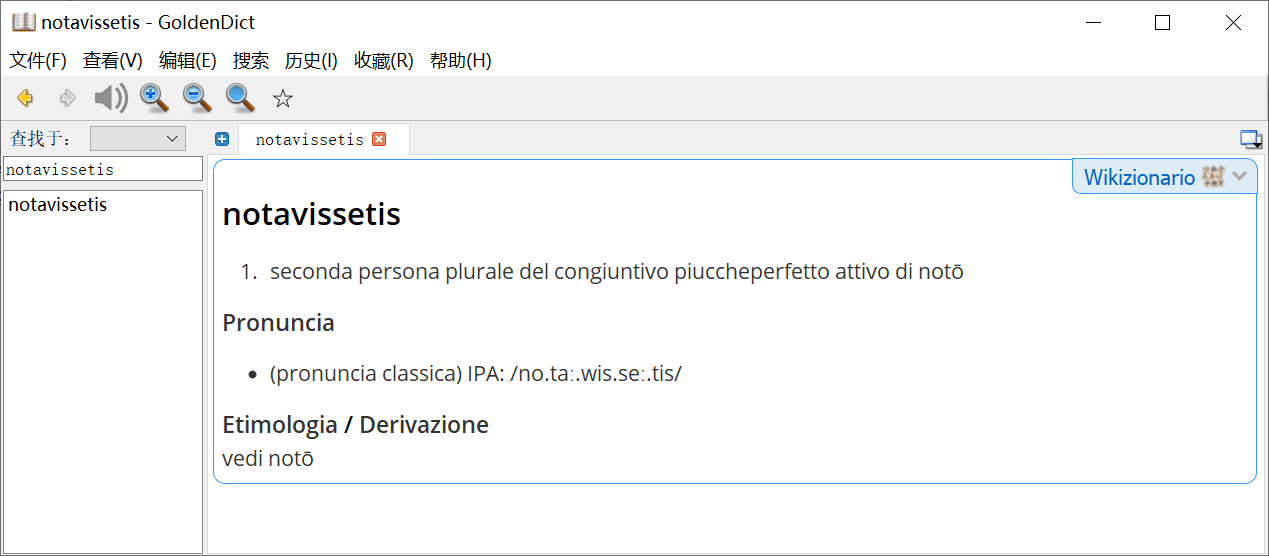 notavissetis - GoldenDict
文件(F) 查看(V) 编辑(E) 搜索 历史(I) 收藏(R) 帮助(H)
查找于:
notavissetis
notavissetis
notavissetis
Wikizionario
notavissetis
1. seconda persona plurale del congiuntivo piuccheperfetto attivo di notō
Pronuncia
• (pronuncia classica) IPA: /no.taː.wis.seː.tis/
Etimologia / Derivazione
vedi notō